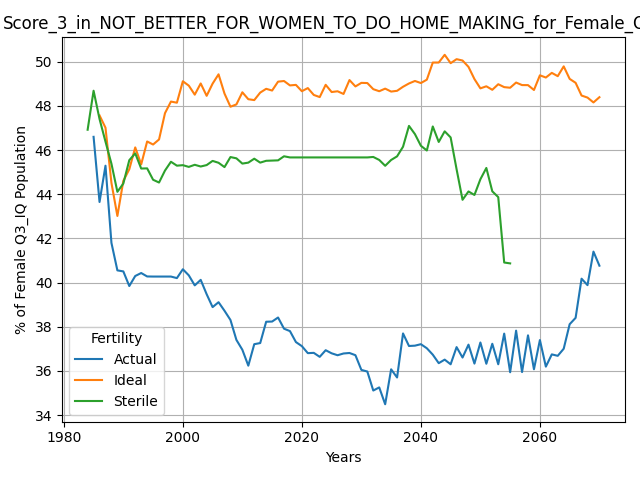 Score_3_in_NOT_BETTER_FOR_WOMEN_TO_DO_HOME_MAKING_for_Female_
% of Female Q3_IQ Population
50
48
46
44
42
40
38
36
34
Fertility
Actual
Ideal
Sterile
1980
2000
2020
2040
2060
Years